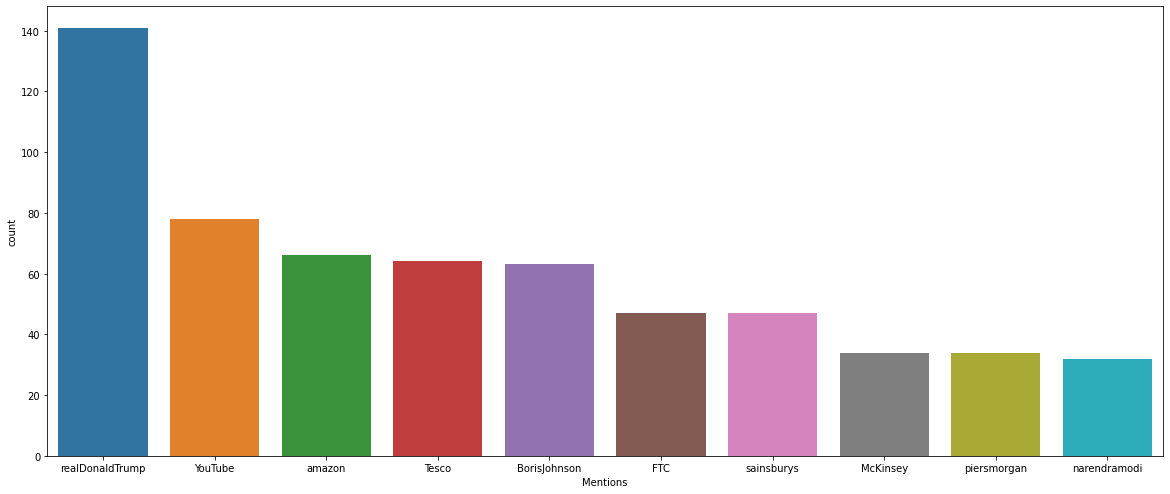 140
120
100
80
60
40
20
0
count
realDonaldTrump YouTube amazon Tesco BorisJohnson FTC sainsburys McKinsey piersmorgan narendramodi
Mentions